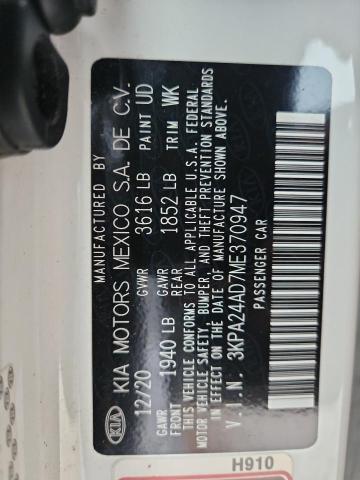 MANUFACTURED BY
KIA KIA MOTORS MEXICO S.A. DE C.V.
12/20 GVWR 3616 LB PAINT UD
GAWR FRONT 1940 LB GAWR REAR 1852 LB TRIM WK
THIS VEHICLE CONFORMS TO ALL APPLICABLE U.S.A. FEDERAL
MOTOR VEHICLE SAFETY, BUMPER, AND THEFT PREVENTION STANDARDS
IN EFFECT ON THE DATE OF MANUFACTURE SHOWN ABOVE.
V.I.N. 3KPA24AD7ME370947
PASSENGER CAR
H910